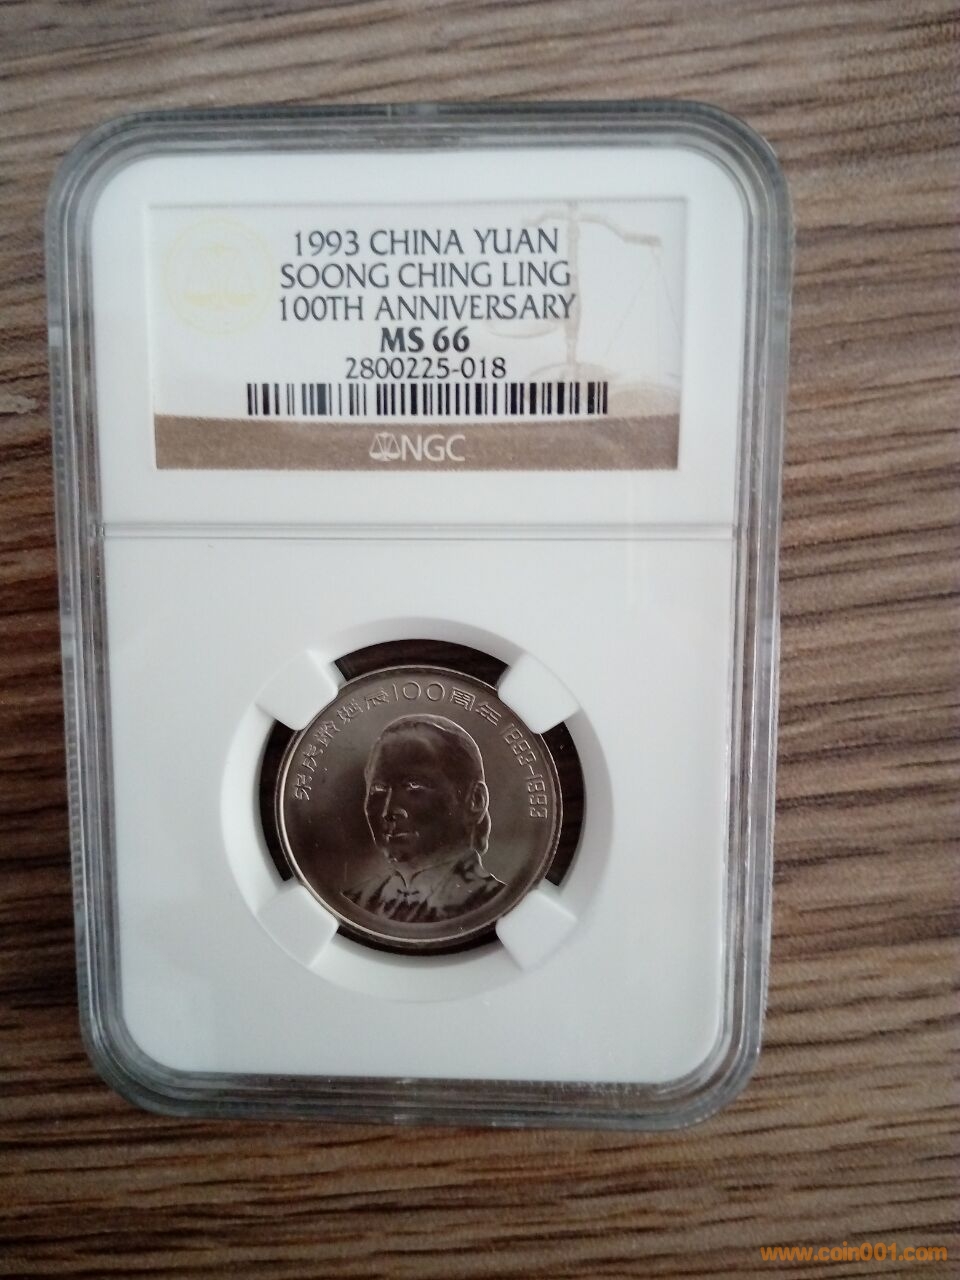 1993 CHINA YUAN
SOONG CHING LING
100TH ANNIVERSARY
MS 66
2800225-018
NGC
宋庆龄诞辰100周年 1893-1993
www.coin001.com